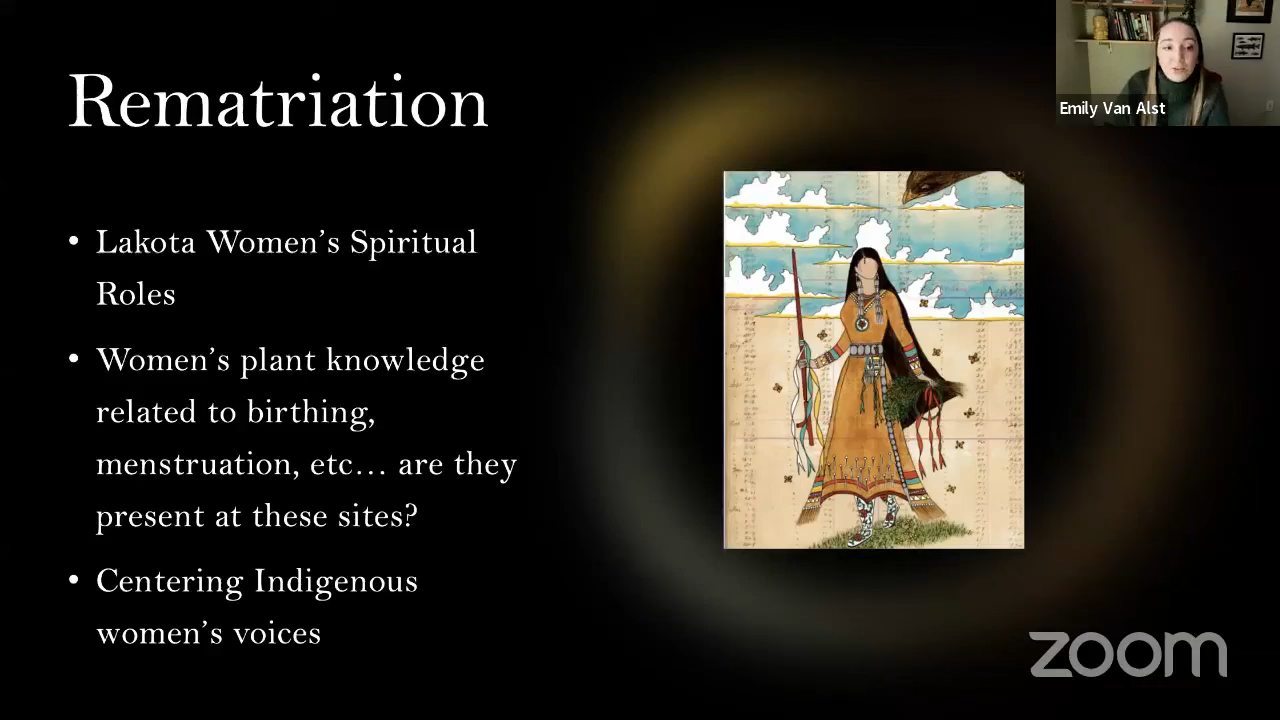 Rematriation
• Lakota Women's Spiritual
Roles
• Women's plant knowledge
related to birthing,
menstruation, etc… are they
present at these sites?
• Centering Indigenous
women's voices
Emily Van Alst
zoom